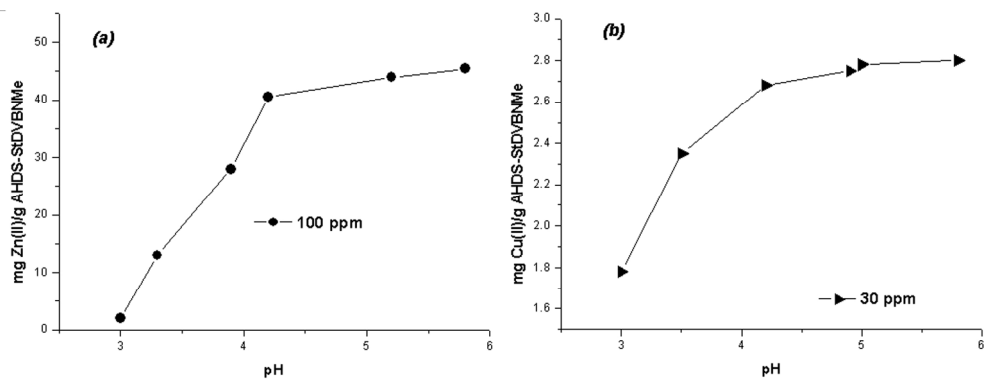 (a)
mg Zn(II)/g AHDS-StDVBNMe
50
40
30
20
10
0
100 ppm
3
4
5
6
pH
(b)
mg Cu(II)/g AHDS-StDVBNMe
3.0
2.8
2.6
2.4
2.2
2.0
1.8
1.6
30 ppm
3
4
5
6
pH